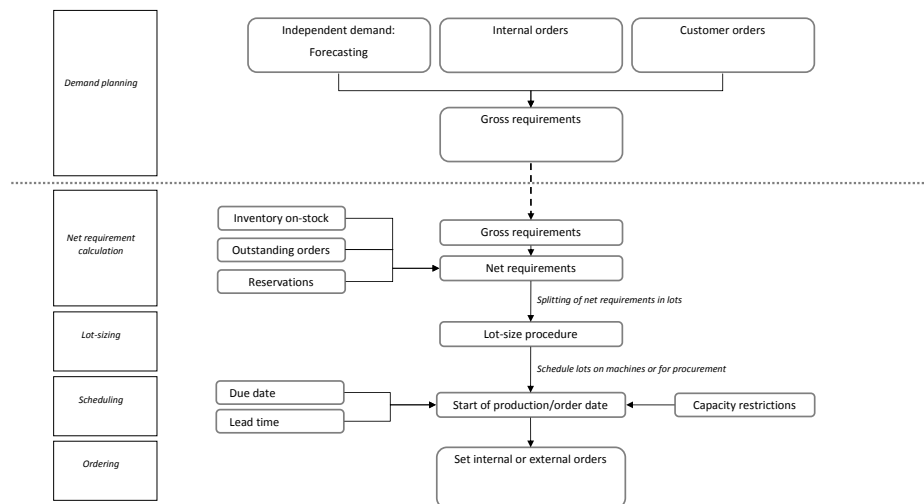 Independent demand:
Forecasting
Internal orders
Customer orders
Demand planning
Gross requirements
Inventory on-stock
Gross requirements
Net requirement
calculation
Outstanding orders
Net requirements
Reservations
Splitting of net requirements in lots
Lot-sizing
Lot-size procedure
Schedule lots on machines or for procurement
Due date
Scheduling
Start of production/order date
Capacity restrictions
Lead time
Ordering
Set internal or external orders